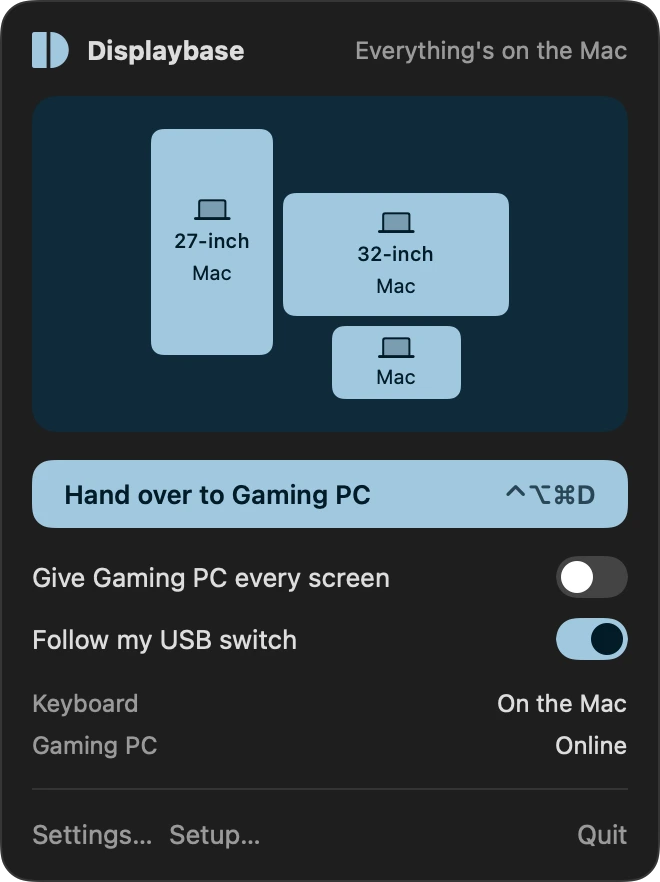 Displaybase
Everything's on the Mac
27-inch
Mac
32-inch
Mac
Mac
Hand over to Gaming PC ⌃⌥⌘D
Give Gaming PC every screen
Follow my USB switch
Keyboard On the Mac
Gaming PC Online
Settings... Setup... Quit